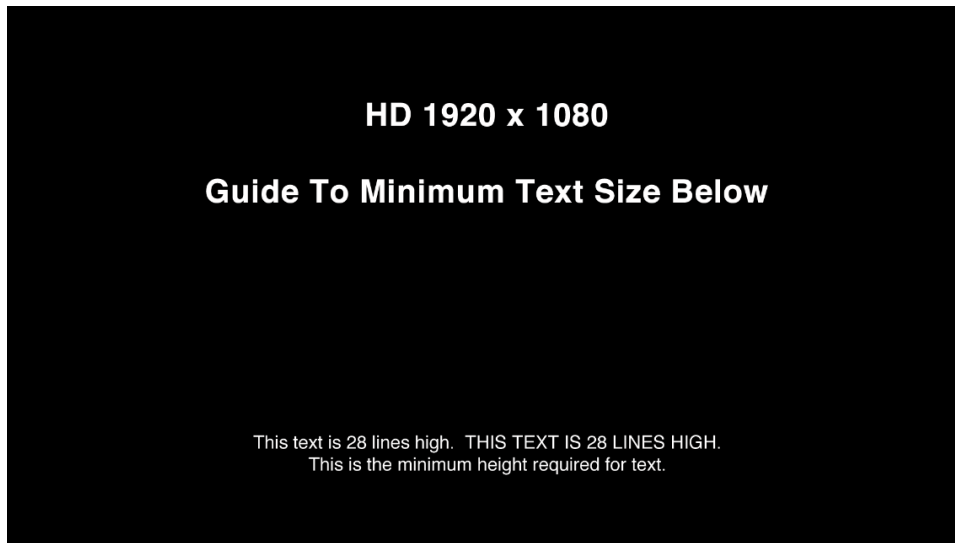 HD 1920 x 1080
Guide To Minimum Text Size Below
This text is 28 lines high.  THIS TEXT IS 28 LINES HIGH.
This is the minimum height required for text.